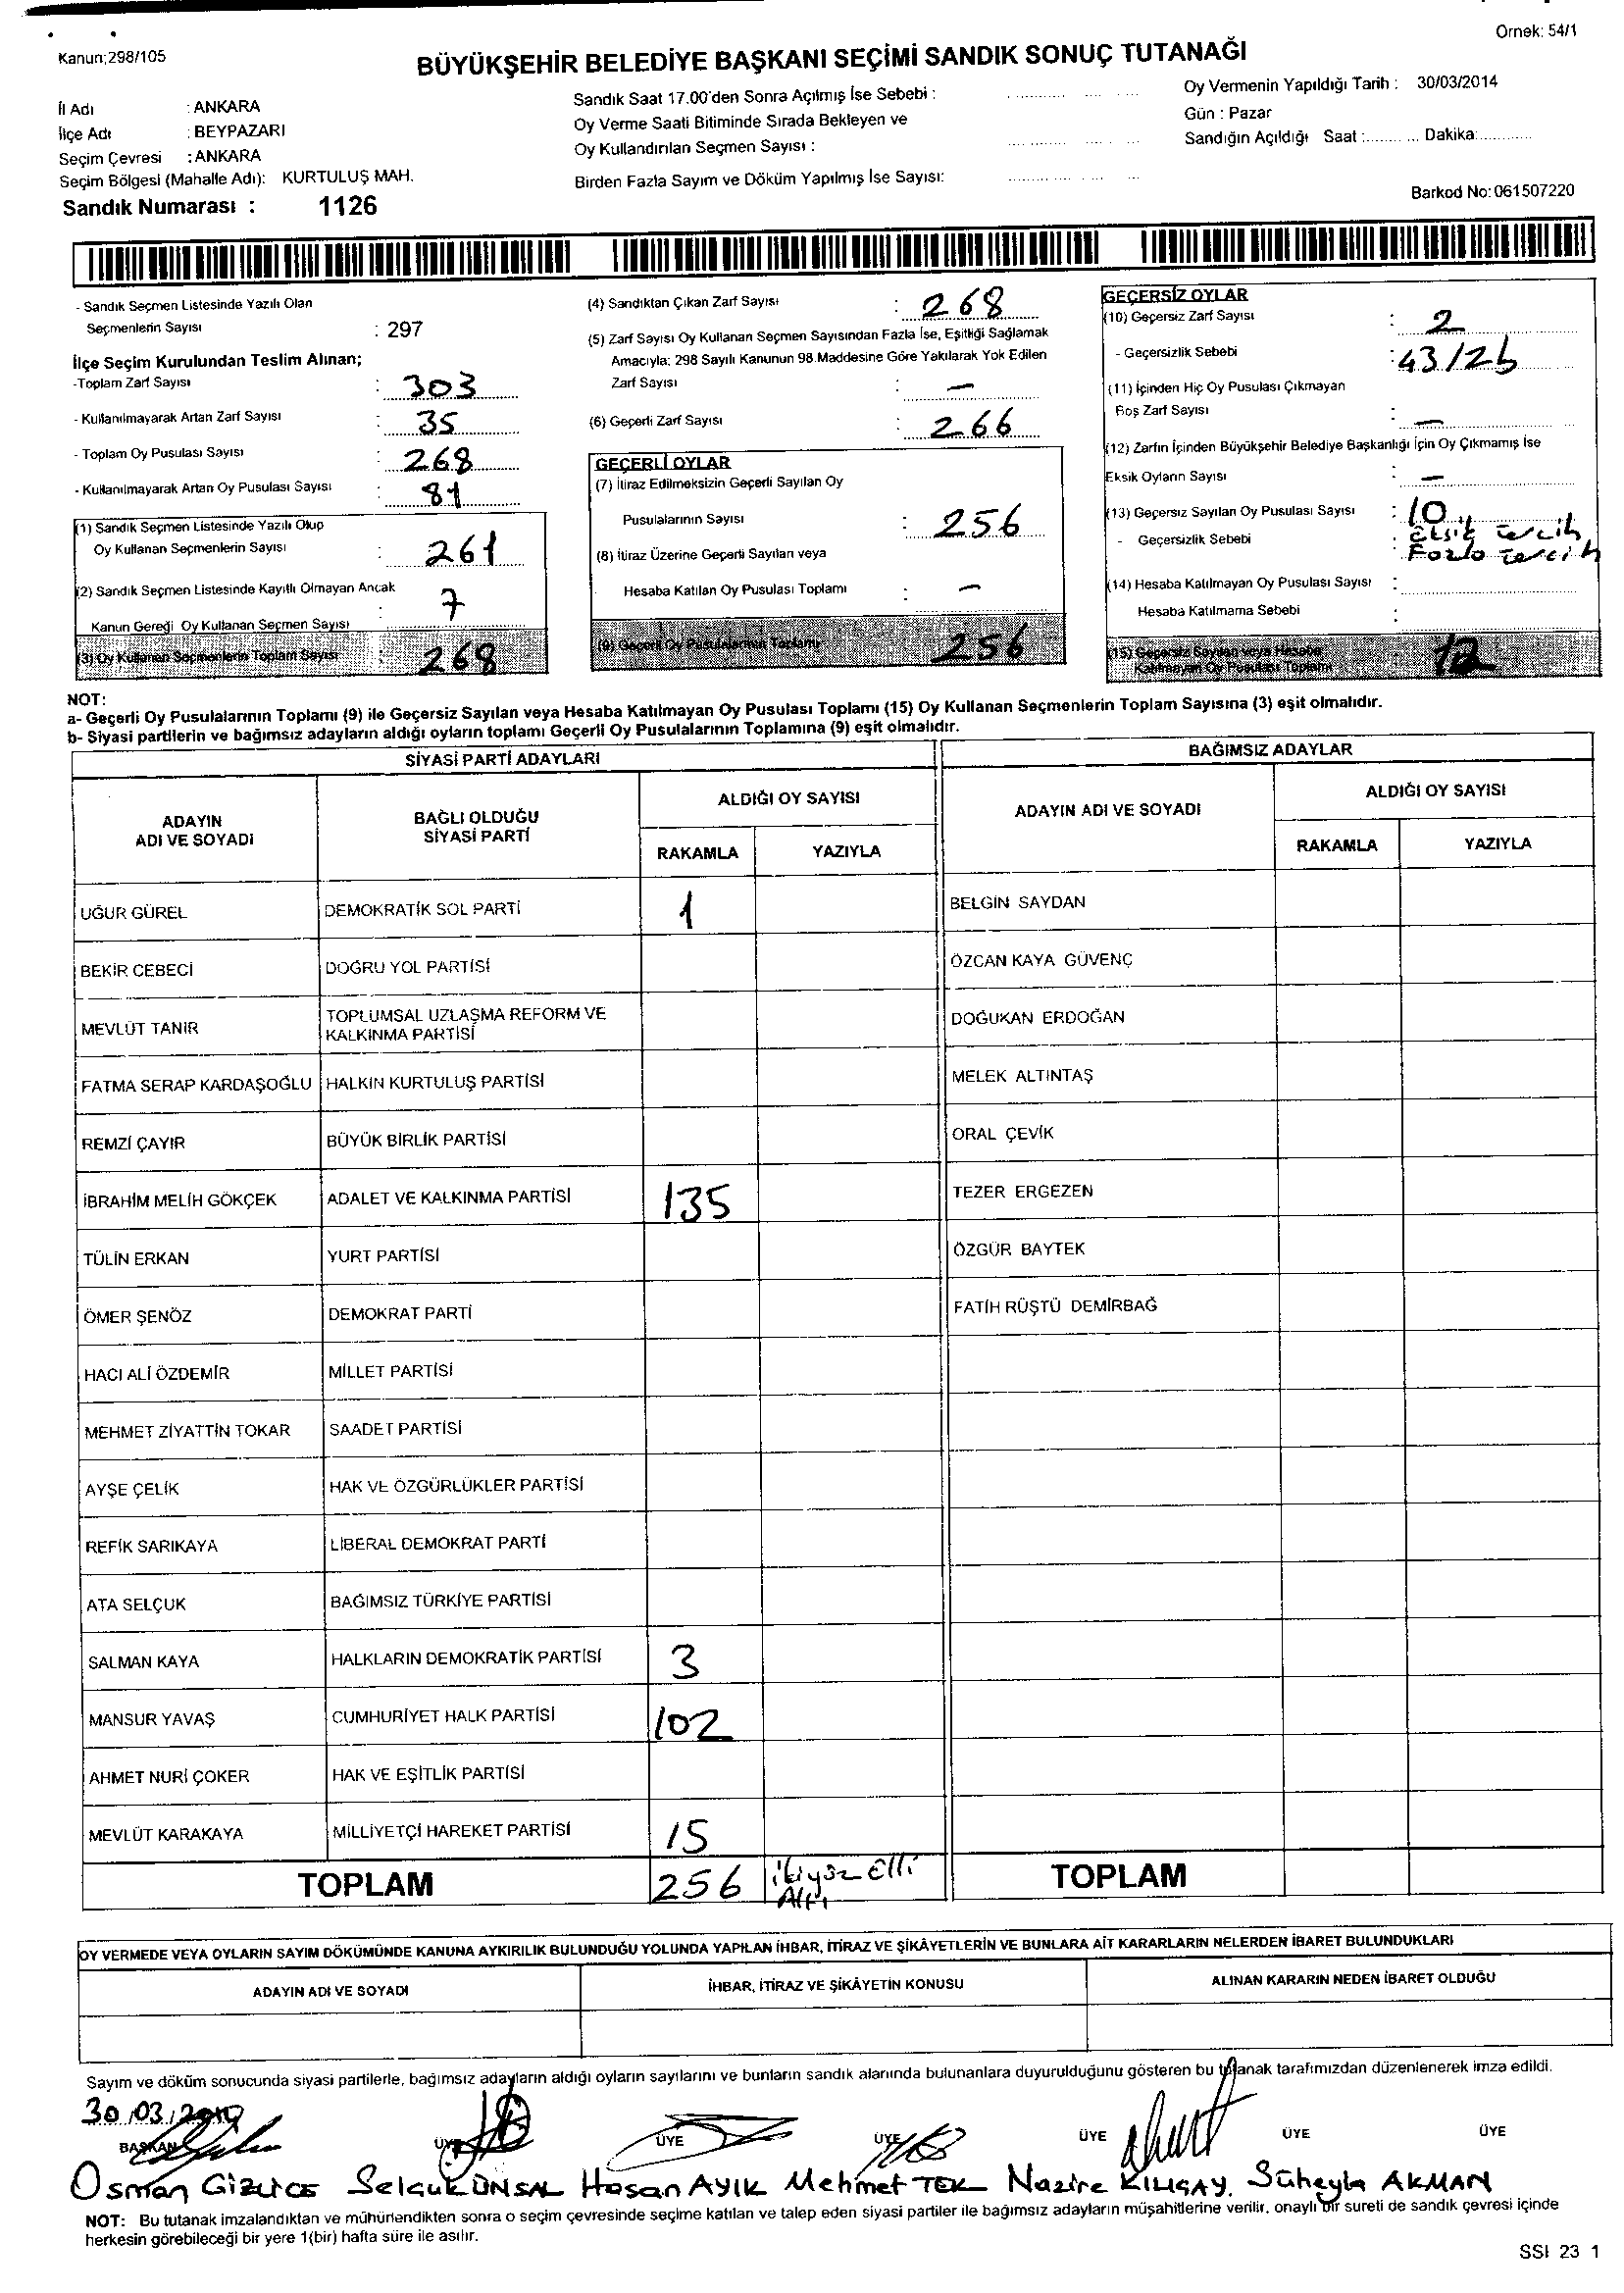 Örnek: 54/1
Kanun;298/105
BÜYÜKŞEHİR BELEDİYE BAŞKANI SEÇİMİ SANDIK SONUÇ TUTANAĞI
İl Adı : ANKARA
İlçe Adı : BEYPAZARI
Seçim Çevresi : ANKARA
Seçim Bölgesi (Mahalle Adı): KURTULUŞ MAH.
Sandık Numarası : 1126
Sandık Saat 17.00'den Sonra Açılmış İse Sebebi :
Oy Verme Saati Bitiminde Sırada Bekleyen ve
Oy Kullandırılan Seçmen Sayısı :
Birden Fazla Sayım ve Döküm Yapılmış İse Sayısı:
Oy Vermenin Yapıldığı Tarih : 30/03/2014
Gün : Pazar
Sandığın Açıldığı Saat :......... ... Dakika:............
Barkod No: 061507220
- Sandık Seçmen Listesinde Yazılı Olan
Seçmenlerin Sayısı : 297
İlçe Seçim Kurulundan Teslim Alınan;
-Toplam Zarf Sayısı : 303
- Kullanılmayarak Artan Zarf Sayısı : 35
- Toplam Oy Pusulası Sayısı : 268
- Kullanılmayarak Artan Oy Pusulası Sayısı : 81
(1) Sandık Seçmen Listesinde Yazılı Olup
Oy Kullanan Seçmenlerin Sayısı : 261
(2) Sandık Seçmen Listesinde Kayıtlı Olmayan Ancak
Kanun Gereği Oy Kullanan Seçmen Sayısı : 7
(3) Oy Kullanan Seçmenlerin Toplam Sayısı : 268
(4) Sandıktan Çıkan Zarf Sayısı : 268
(5) Zarf Sayısı Oy Kullanan Seçmen Sayısından Fazla İse, Eşitliği Sağlamak
Amacıyla: 298 Sayılı Kanunun 98.Maddesine Göre Yakılarak Yok Edilen
Zarf Sayısı : —
(6) Geçerli Zarf Sayısı : 266
GEÇERLİ OYLAR
(7) İtiraz Edilmeksizin Geçerli Sayılan Oy
Pusulalarının Sayısı : 256
(8) İtiraz Üzerine Geçerli Sayılan veya
Hesaba Katılan Oy Pusulası Toplamı : —
(9) Geçerli Oy Pusulalarının Toplamı 256
GEÇERSİZ OYLAR
(10) Geçersiz Zarf Sayısı : 2
- Geçersizlik Sebebi : 43/2b
(11) İçinden Hiç Oy Pusulası Çıkmayan
Boş Zarf Sayısı : —
(12) Zarfın İçinden Büyükşehir Belediye Başkanlığı İçin Oy Çıkmamış İse
Eksik Oyların Sayısı : —
(13) Geçersiz Sayılan Oy Pusulası Sayısı : 10
- Geçersizlik Sebebi : Eksik Tercih
Fazla Tercih
(14) Hesaba Katılmayan Oy Pusulası Sayısı :
Hesaba Katılmama Sebebi :
(15) Geçersiz Sayılan veya Hesaba
Katılmayan Oy Pusulası Toplamı 12
NOT:
a- Geçerli Oy Pusulalarının Toplamı (9) ile Geçersiz Sayılan veya Hesaba Katılmayan Oy Pusulası Toplamı (15) Oy Kullanan Seçmenlerin Toplam Sayısına (3) eşit olmalıdır.
b- Siyasi partilerin ve bağımsız adayların aldığı oyların toplamı Geçerli Oy Pusulalarının Toplamına (9) eşit olmalıdır.
SİYASİ PARTİ ADAYLARI BAĞIMSIZ ADAYLAR
ADAYIN
ADI VE SOYADI
BAĞLI OLDUĞU
SİYASİ PARTİ
ALDIĞI OY SAYISI
RAKAMLA YAZIYLA
ADAYIN ADI VE SOYADI
ALDIĞI OY SAYISI
RAKAMLA YAZIYLA
UĞUR GÜREL DEMOKRATİK SOL PARTİ 1 BELGİN SAYDAN
BEKİR CEBECİ DOĞRU YOL PARTİSİ ÖZCAN KAYA GÜVENÇ
MEVLÜT TANIR TOPLUMSAL UZLAŞMA REFORM VE
KALKINMA PARTİSİ DOĞUKAN ERDOĞAN
FATMA SERAP KARDAŞOĞLU HALKIN KURTULUŞ PARTİSİ MELEK ALTINTAŞ
REMZİ ÇAYIR BÜYÜK BİRLİK PARTİSİ ORAL ÇEVİK
İBRAHİM MELİH GÖKÇEK ADALET VE KALKINMA PARTİSİ 135 TEZER ERGEZEN
TÜLİN ERKAN YURT PARTİSİ ÖZGÜR BAYTEK
ÖMER ŞENÖZ DEMOKRAT PARTİ FATİH RÜŞTÜ DEMİRBAĞ
HACI ALİ ÖZDEMİR MİLLET PARTİSİ
MEHMET ZİYATTİN TOKAR SAADET PARTİSİ
AYŞE ÇELİK HAK VE ÖZGÜRLÜKLER PARTİSİ
REFİK SARIKAYA LİBERAL DEMOKRAT PARTİ
ATA SELÇUK BAĞIMSIZ TÜRKİYE PARTİSİ
SALMAN KAYA HALKLARIN DEMOKRATİK PARTİSİ 3
MANSUR YAVAŞ CUMHURİYET HALK PARTİSİ 102
AHMET NURİ ÇOKER HAK VE EŞİTLİK PARTİSİ
MEVLÜT KARAKAYA MİLLİYETÇİ HAREKET PARTİSİ 15
TOPLAM 256 ikiyüz Elli TOPLAM
Altı
OY VERMEDE VEYA OYLARIN SAYIM DÖKÜMÜNDE KANUNA AYKIRILIK BULUNDUĞU YOLUNDA YAPILAN İHBAR, İTİRAZ VE ŞİKÂYETLERİN VE BUNLARA AİT KARARLARIN NELERDEN İBARET BULUNDUKLARI
ADAYIN ADI VE SOYADI İHBAR, İTİRAZ VE ŞİKÂYETİN KONUSU ALINAN KARARIN NEDEN İBARET OLDUĞU
Sayım ve döküm sonucunda siyasi partilerle, bağımsız adayların aldığı oyların sayılarını ve bunların sandık alanında bulunanlara duyurulduğunu gösteren bu tutanak tarafımızdan düzenlenerek imza edildi.
30/03/
BAŞKAN ÜYE ÜYE ÜYE ÜYE ÜYE ÜYE
Osman Selçuk ÜNSAL Hasan AYIK Mehmet TEK Nazire KILIÇAY Süheyla AKMAN
NOT: Bu tutanak imzalandıktan ve mühürlendikten sonra o seçim çevresinde seçime katılan ve talep eden siyasi partiler ile bağımsız adayların müşahitlerine verilir, onaylı bir sureti de sandık çevresi içinde
herkesin görebileceği bir yere 1(bir) hafta süre ile asılır.
SSI 23 1